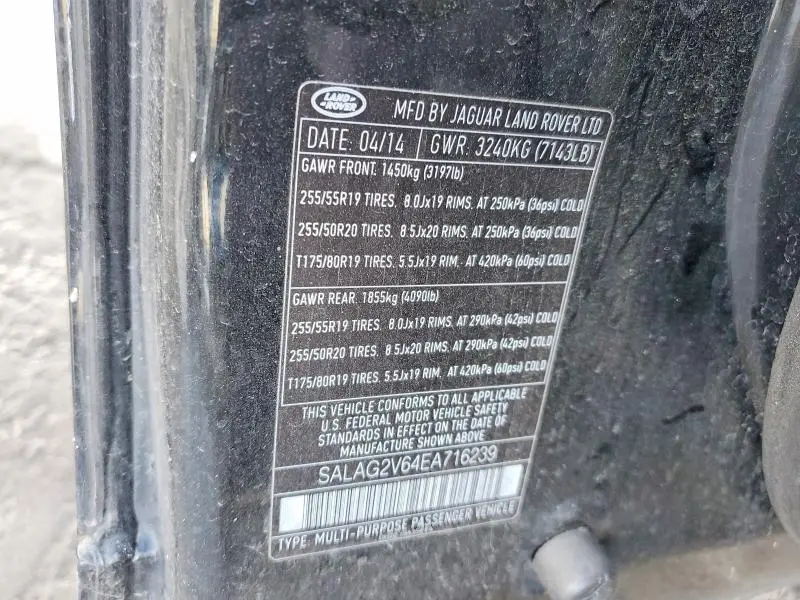 LAND ROVER
MFD BY JAGUAR LAND ROVER LTD
DATE: 04/14 GWR: 3240KG (7143LB)
GAWR FRONT: 1450kg (3197lb)
255/55R19 TIRES. 8.0Jx19 RIMS. AT 250kPa (36psi) COLD
255/50R20 TIRES. 8.5Jx20 RIMS. AT 250kPa (36psi) COLD
T175/80R19 TIRES. 5.5Jx19 RIM. AT 420kPa (60psi) COLD
GAWR REAR: 1855kg (4090lb)
255/55R19 TIRES. 8.0Jx19 RIMS. AT 290kPa (42psi) COLD
255/50R20 TIRES. 8.5Jx20 RIMS. AT 290kPa (42psi) COLD
T175/80R19 TIRES. 5.5Jx19 RIM. AT 420kPa (60psi) COLD
THIS VEHICLE CONFORMS TO ALL APPLICABLE
U.S. FEDERAL MOTOR VEHICLE SAFETY
STANDARDS IN EFFECT ON THE DATE OF
MANUFACTURE SHOWN ABOVE
SALAG2V64EA716239
TYPE: MULTI-PURPOSE PASSENGER VEHICLE